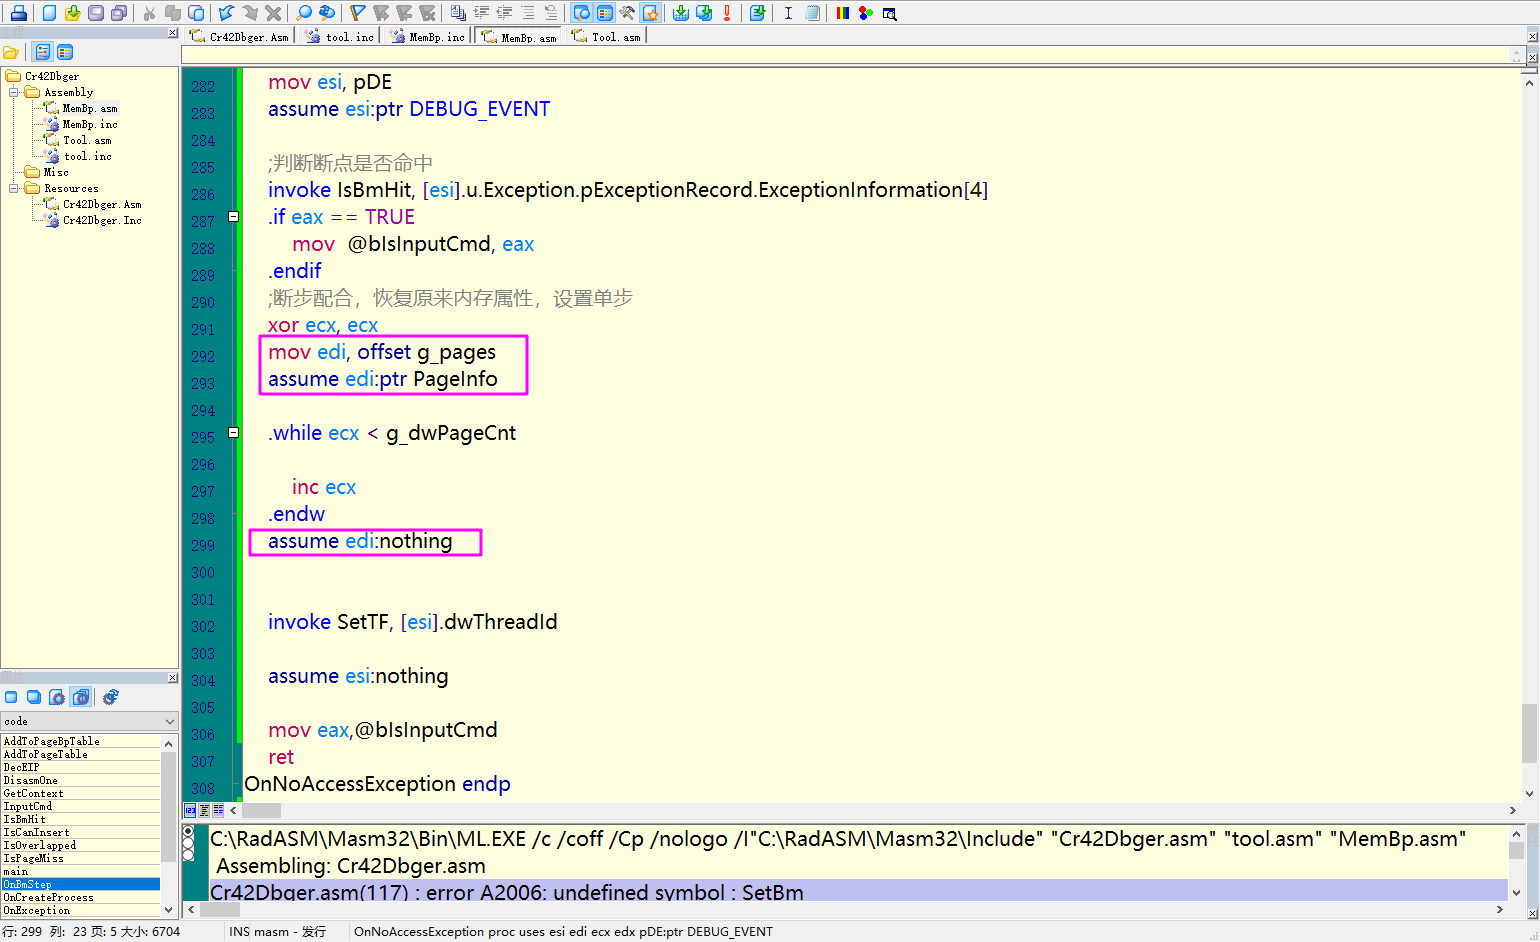 Cr42Dbger.Asm
tool.inc
MemBp.inc
MemBp.asm
Tool.asm
Cr42Dbger
Assembly
MemBp.asm
MemBp.inc
Tool.asm
tool.inc
Misc
Resources
Cr42Dbger.Asm
Cr42Dbger.Inc
code
AddToPageBpTable
AddToPageTable
DecEIP
DisasmOne
GetContext
InputCmd
IsBmHit
IsCanInsert
IsOverlapped
IsPageMiss
main
OnBmStep
OnCreateProcess
OnException
282 mov esi, pDE
283 assume esi:ptr DEBUG_EVENT
284
285 ;判断断点是否命中
286 invoke IsBmHit, [esi].u.Exception.pExceptionRecord.ExceptionInformation[4]
287 .if eax == TRUE
288 mov  @bIsInputCmd, eax
289 .endif
290 ;断步配合，恢复原来内存属性，设置单步
291 xor ecx, ecx
292 mov edi, offset g_pages
293 assume edi:ptr PageInfo
294
295 .while ecx < g_dwPageCnt
296
297 inc ecx
298 .endw
299 assume edi:nothing
300
301
302 invoke SetTF, [esi].dwThreadId
303
304 assume esi:nothing
305
306 mov eax,@bIsInputCmd
307 ret
308 OnNoAccessException endp
C:\RadASM\Masm32\Bin\ML.EXE /c /coff /Cp /nologo /I"C:\RadASM\Masm32\Include" "Cr42Dbger.asm" "tool.asm" "MemBp.asm"
Assembling: Cr42Dbger.asm
Cr42Dbger.asm(117) : error A2006: undefined symbol : SetBm
行: 299 列: 23 页: 5 大小: 6704 INS masm - 发行 OnNoAccessException proc uses esi edi ecx edx pDE:ptr DEBUG_EVENT